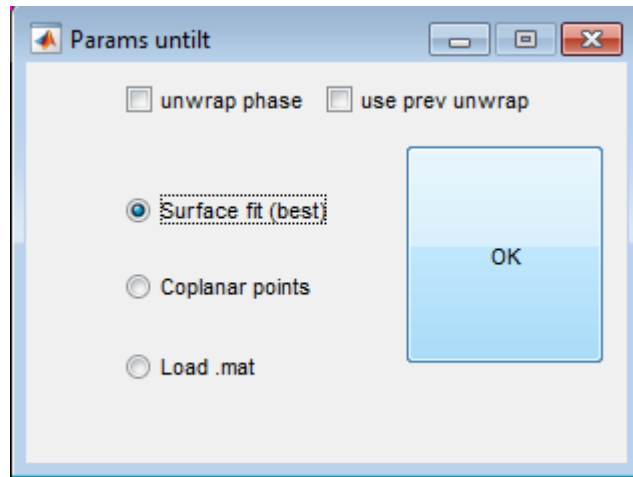 Params untilt
unwrap phase use prev unwrap
Surface fit (best)
OK
Coplanar points
Load .mat